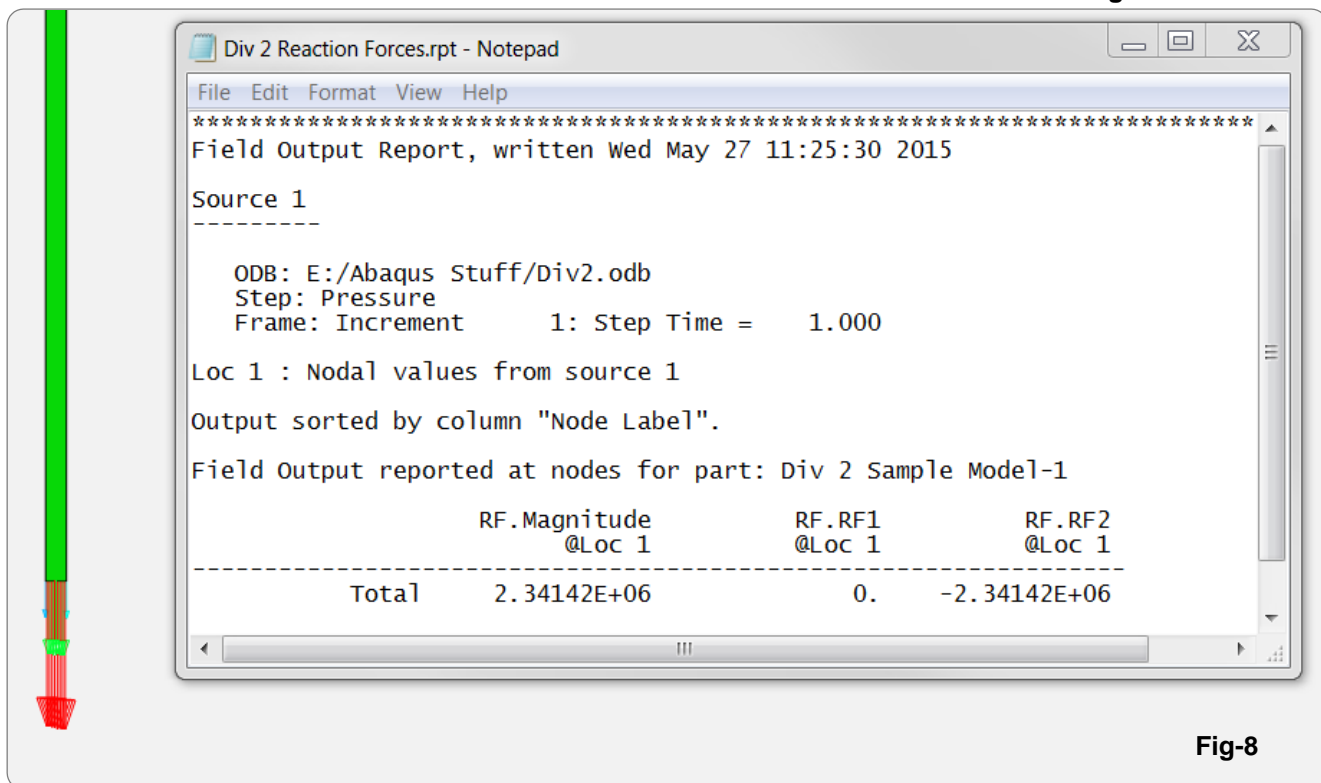 Div 2 Reaction Forces.rpt - Notepad
File Edit Format View Help
**************************************************************************
Field Output Report, written Wed May 27 11:25:30 2015
Source 1
---------
ODB: E:/Abaqus Stuff/Div2.odb
Step: Pressure
Frame: Increment 1: Step Time = 1.000
Loc 1 : Nodal values from source 1
Output sorted by column "Node Label".
Field Output reported at nodes for part: Div 2 Sample Model-1
RF.Magnitude RF.RF1 RF.RF2
@Loc 1 @Loc 1 @Loc 1
-----------------------------------------------------------------
Total 2.34142E+06 0. -2.34142E+06
Fig-8